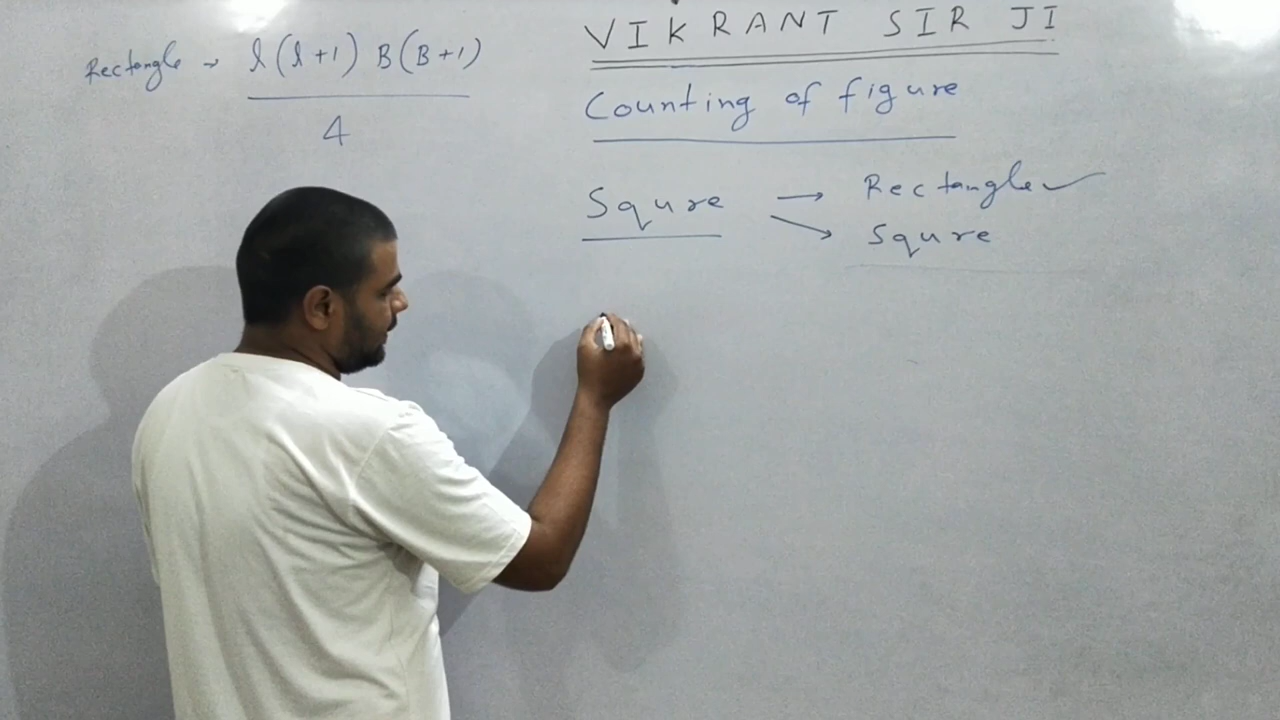 VIKRANT SIR JI
Rectangle → l(l+1) B(B+1)
4
Counting of figure
Squre → Rectangle ✓
→ Squre